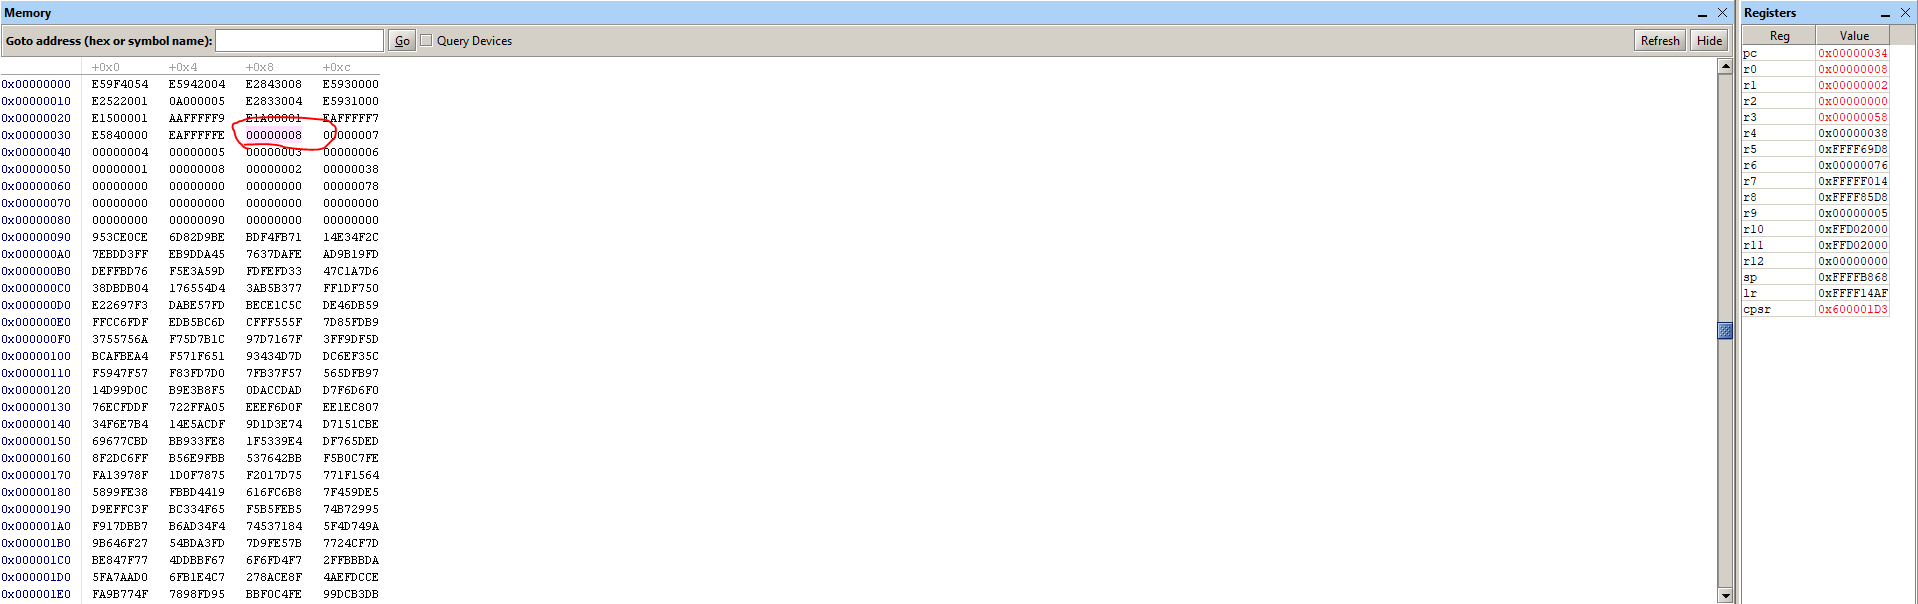 Memory
Goto address (hex or symbol name): Go Query Devices Refresh Hide
+0x0 +0x4 +0x8 +0xc
0x00000000 E59F4054 E5942004 E2843008 E5930000
0x00000010 E2522001 0A000005 E2833004 E5931000
0x00000020 E1500001 AAFFFFF9 E1A00001 EAFFFFF7
0x00000030 E5840000 EAFFFFFE 00000008 00000007
0x00000040 00000004 00000005 00000003 00000006
0x00000050 00000001 00000008 00000002 00000038
0x00000060 00000000 00000000 00000000 00000078
0x00000070 00000000 00000000 00000000 00000000
0x00000080 00000000 00000090 00000000 00000000
0x00000090 953CE0CE 6D82D9BE BDF4FB71 14E34F2C
0x000000A0 7EBDD3FF EB9DDA45 7637DAFE AD9B19FD
0x000000B0 DEFFBD76 F5E3A59D FDFEFD33 47C1A7D6
0x000000C0 38DBDB04 176554D4 3AB5B377 FF1DF750
0x000000D0 E22697F3 DABE57FD BECE1C5C DE46DB59
0x000000E0 FFCC6FDF EDB5BC6D CFFF555F 7D85FDB9
0x000000F0 3755756A F75D7B1C 97D7167F 3FF9DF5D
0x00000100 BCAFBEA4 F571F651 93434D7D DC6EF35C
0x00000110 F5947F57 F83FD7D0 7FB37F57 565DFB97
0x00000120 14D99D0C B9E3B8F5 0DACCDAD D7F6D6F0
0x00000130 76ECFDDF 722FFA05 EEEF6D0F EE1EC807
0x00000140 34F6E7B4 14E5ACDF 9D1D3E74 D7151CBE
0x00000150 69677CBD BB933FE8 1F5339E4 DF765DED
0x00000160 8F2DC6FF B56E9FBB 537642BB F5B0C7FE
0x00000170 FA13978F 1D0F7875 F2017D75 771F1564
0x00000180 5899FE38 FBBD4419 616FC6B8 7F459DE5
0x00000190 D9EFFC3F BC334F65 F5B5FEB5 74B72995
0x000001A0 F917DBB7 B6AD34F4 74537184 5F4D749A
0x000001B0 9B646F27 54BDA3FD 7D9FE57B 7724CF7D
0x000001C0 BE847F77 4DDBBF67 6F6FD4F7 2FFBBBDA
0x000001D0 5FA7AAD0 6FB1E4C7 278ACE8F 4AEFDCCE
0x000001E0 FA9B774F 7898FD95 BBF0C4FE 99DCB3DB
Registers
Reg Value
pc 0x00000034
r0 0x00000008
r1 0x00000002
r2 0x00000000
r3 0x00000058
r4 0x00000038
r5 0xFFFF69D8
r6 0x00000076
r7 0xFFFFF014
r8 0xFFFF85D8
r9 0x00000005
r10 0xFFD02000
r11 0xFFD02000
r12 0x00000000
sp 0xFFFFB868
lr 0xFFFF14AF
cpsr 0x600001D3